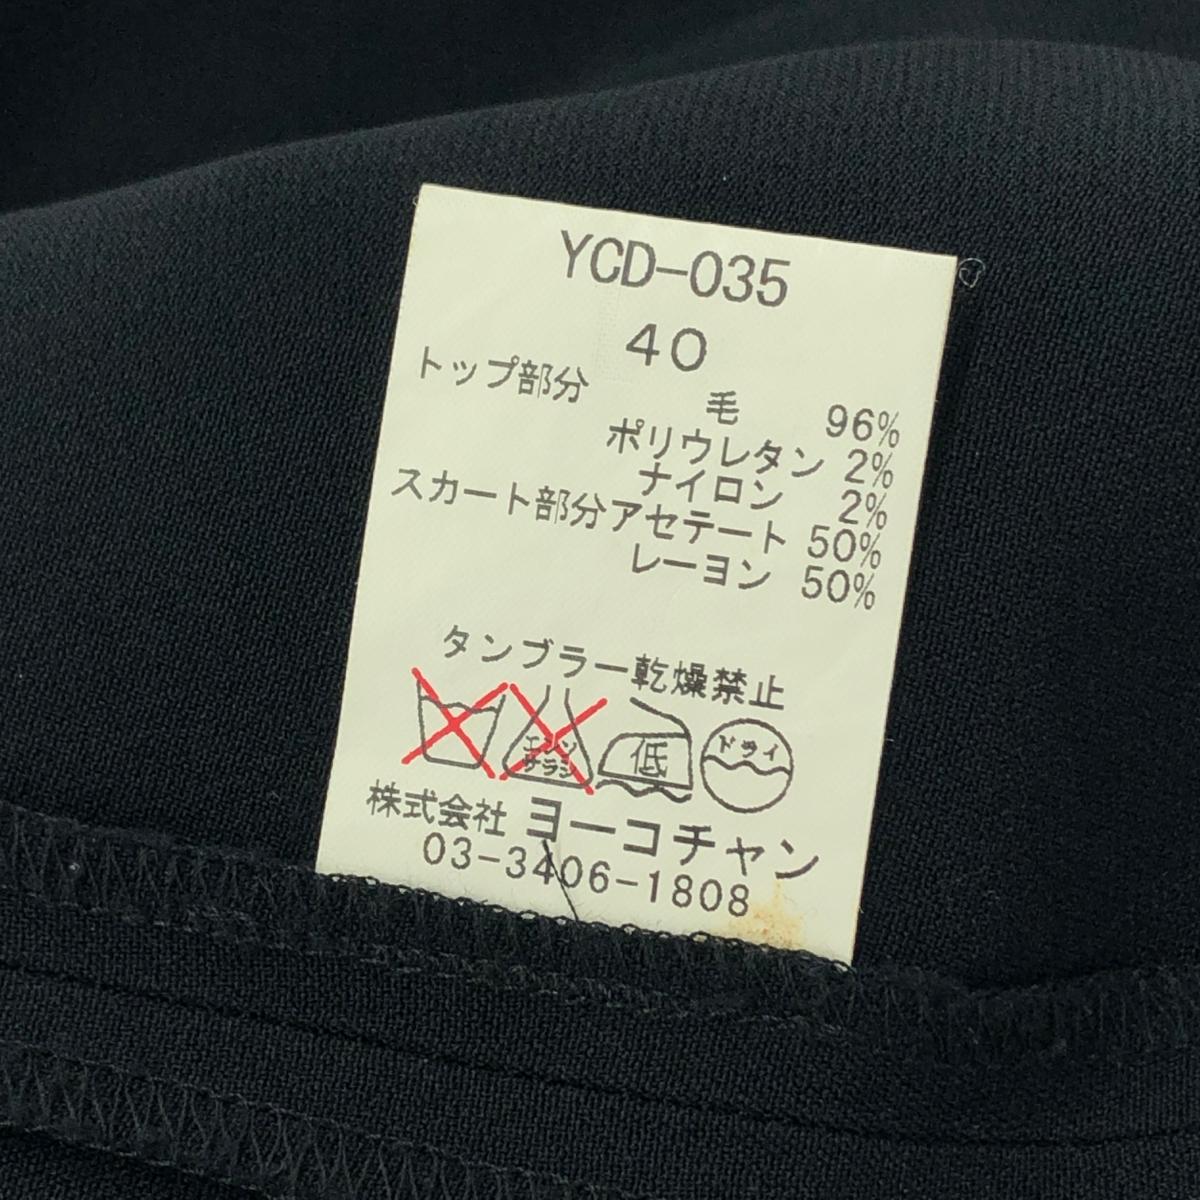 YCD-035
40
トップ部分 毛 96%
ポリウレタン 2%
ナイロン 2%
スカート部分アセテート 50%
レーヨン 50%
タンブラー乾燥禁止
エンソ
サラシ
低
ドライ
株式会社 ヨーコチャン
03-3406-1808